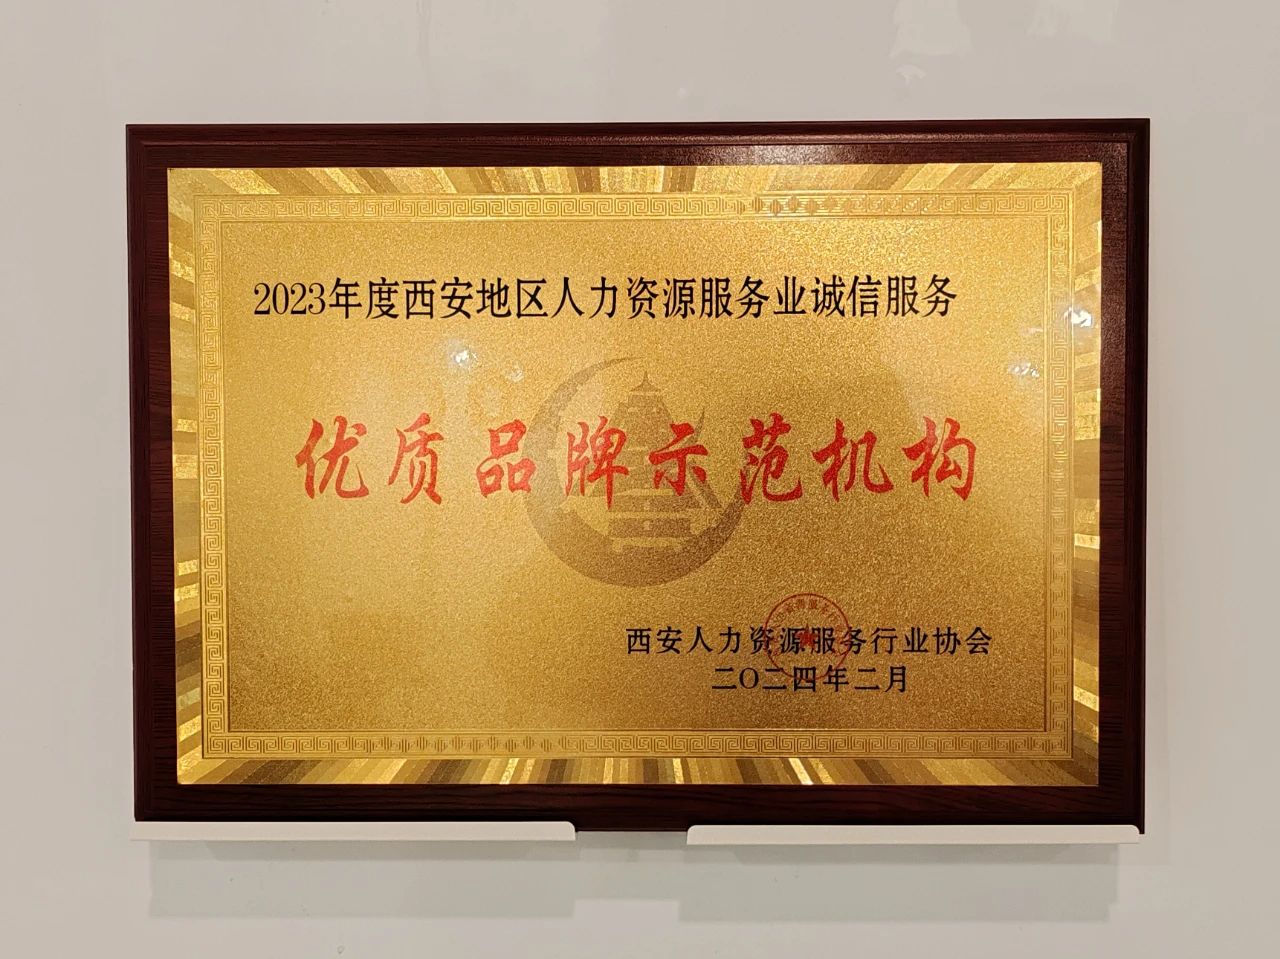 2023年度西安地区人力资源服务业诚信服务
优质品牌示范机构
西安人力资源服务行业协会
二〇二四年二月